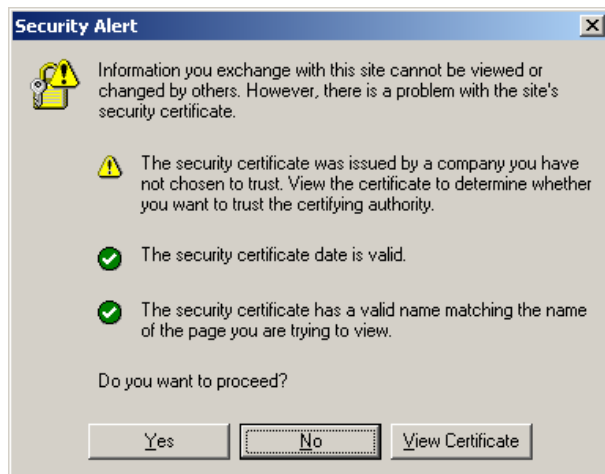 Security Alert
Information you exchange with this site cannot be viewed or
changed by others. However, there is a problem with the site's
security certificate.
The security certificate was issued by a company you have
not chosen to trust. View the certificate to determine whether
you want to trust the certifying authority.
The security certificate date is valid.
The security certificate has a valid name matching the name
of the page you are trying to view.
Do you want to proceed?
Yes No View Certificate